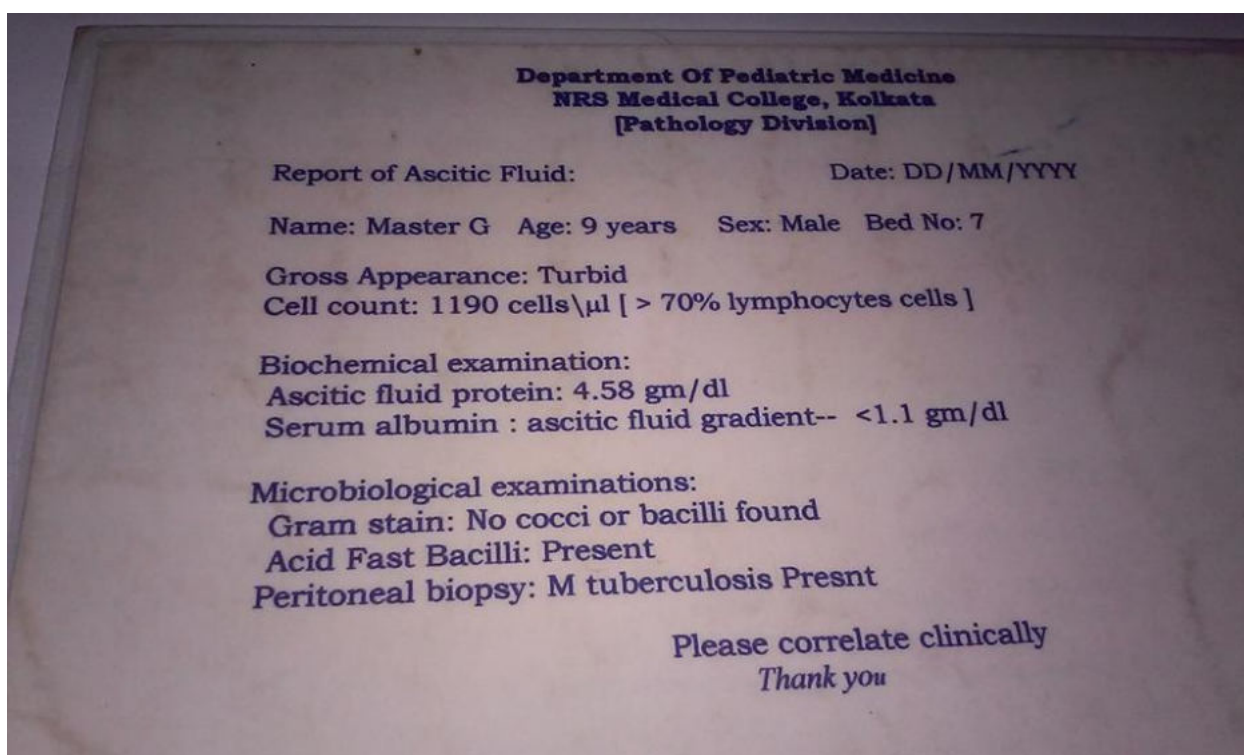 Department Of Pediatric Medicine
NRS Medical College, Kolkata
[Pathology Division]
Report of Ascitic Fluid: Date: DD/MM/YYYY
Name: Master G Age: 9 years Sex: Male Bed No: 7
Gross Appearance: Turbid
Cell count: 1190 cells\µl [ > 70% lymphocytes cells ]
Biochemical examination:
Ascitic fluid protein: 4.58 gm/dl
Serum albumin : ascitic fluid gradient-- <1.1 gm/dl
Microbiological examinations:
Gram stain: No cocci or bacilli found
Acid Fast Bacilli: Present
Peritoneal biopsy: M tuberculosis Presnt
Please correlate clinically
Thank you